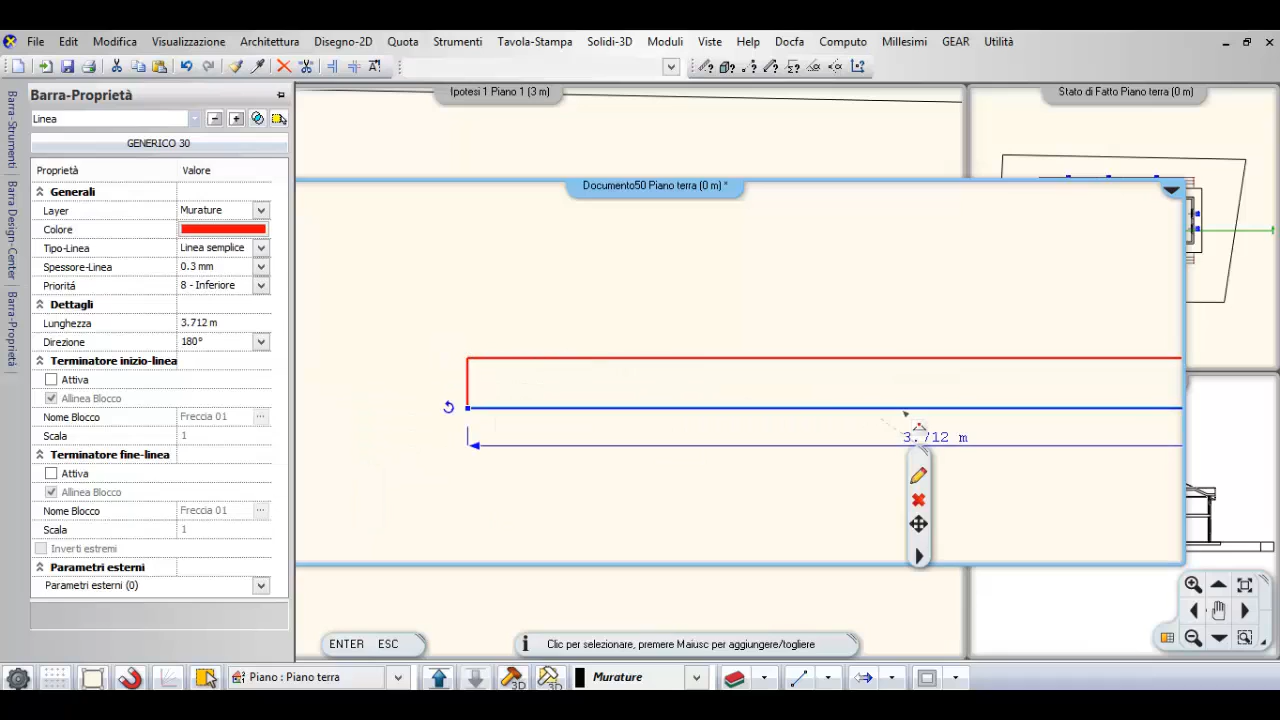 File Edit Modifica Visualizzazione Architettura Disegno-2D Quota Strumenti Tavola-Stampa Solidi-3D Moduli Viste Help Docfa Computo Millesimi GEAR Utilità
Barra-Strumenti
Barra Design-Center
Barra-Proprietà
Barra-Proprietà
Linea
GENERICO 30
Proprietà Valore
Generali
Layer Murature
Colore
Tipo-Linea Linea semplice
Spessore-Linea 0.3 mm
Priorità 8 - Inferiore
Dettagli
Lunghezza 3.712 m
Direzione 180°
Terminatore inizio-linea
Attiva
Allinea Blocco
Nome Blocco Freccia 01 ...
Scala 1
Terminatore fine-linea
Attiva
Allinea Blocco
Nome Blocco Freccia 01 ...
Scala 1
Inverti estremi
Parametri esterni
Parametri esterni (0)
Ipotesi 1 Piano 1 (3 m)
Stato di Fatto Piano terra (0 m)
Documento50 Piano terra (0 m) *
3.712 m
ENTER ESC
Clic per selezionare, premere Maiusc per aggiungere/togliere
Piano : Piano terra
3D
3D
Murature